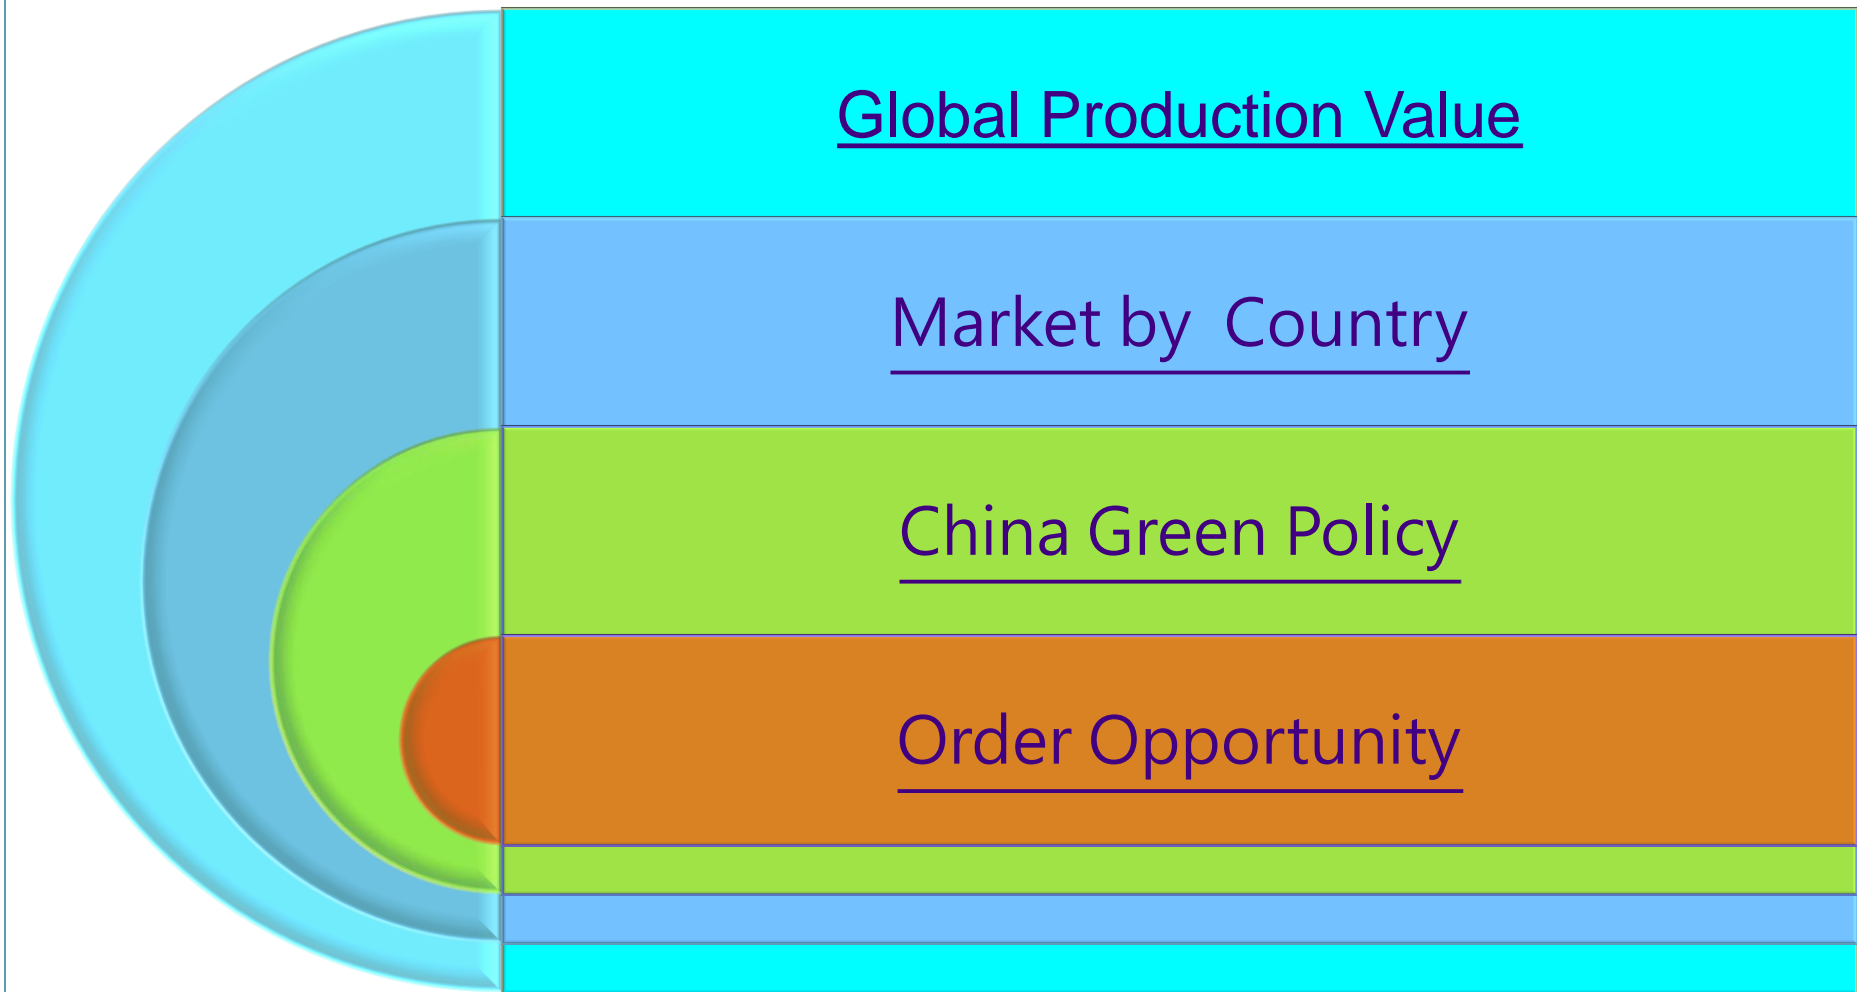 Global Production Value
Market by  Country
China Green Policy
Order Opportunity